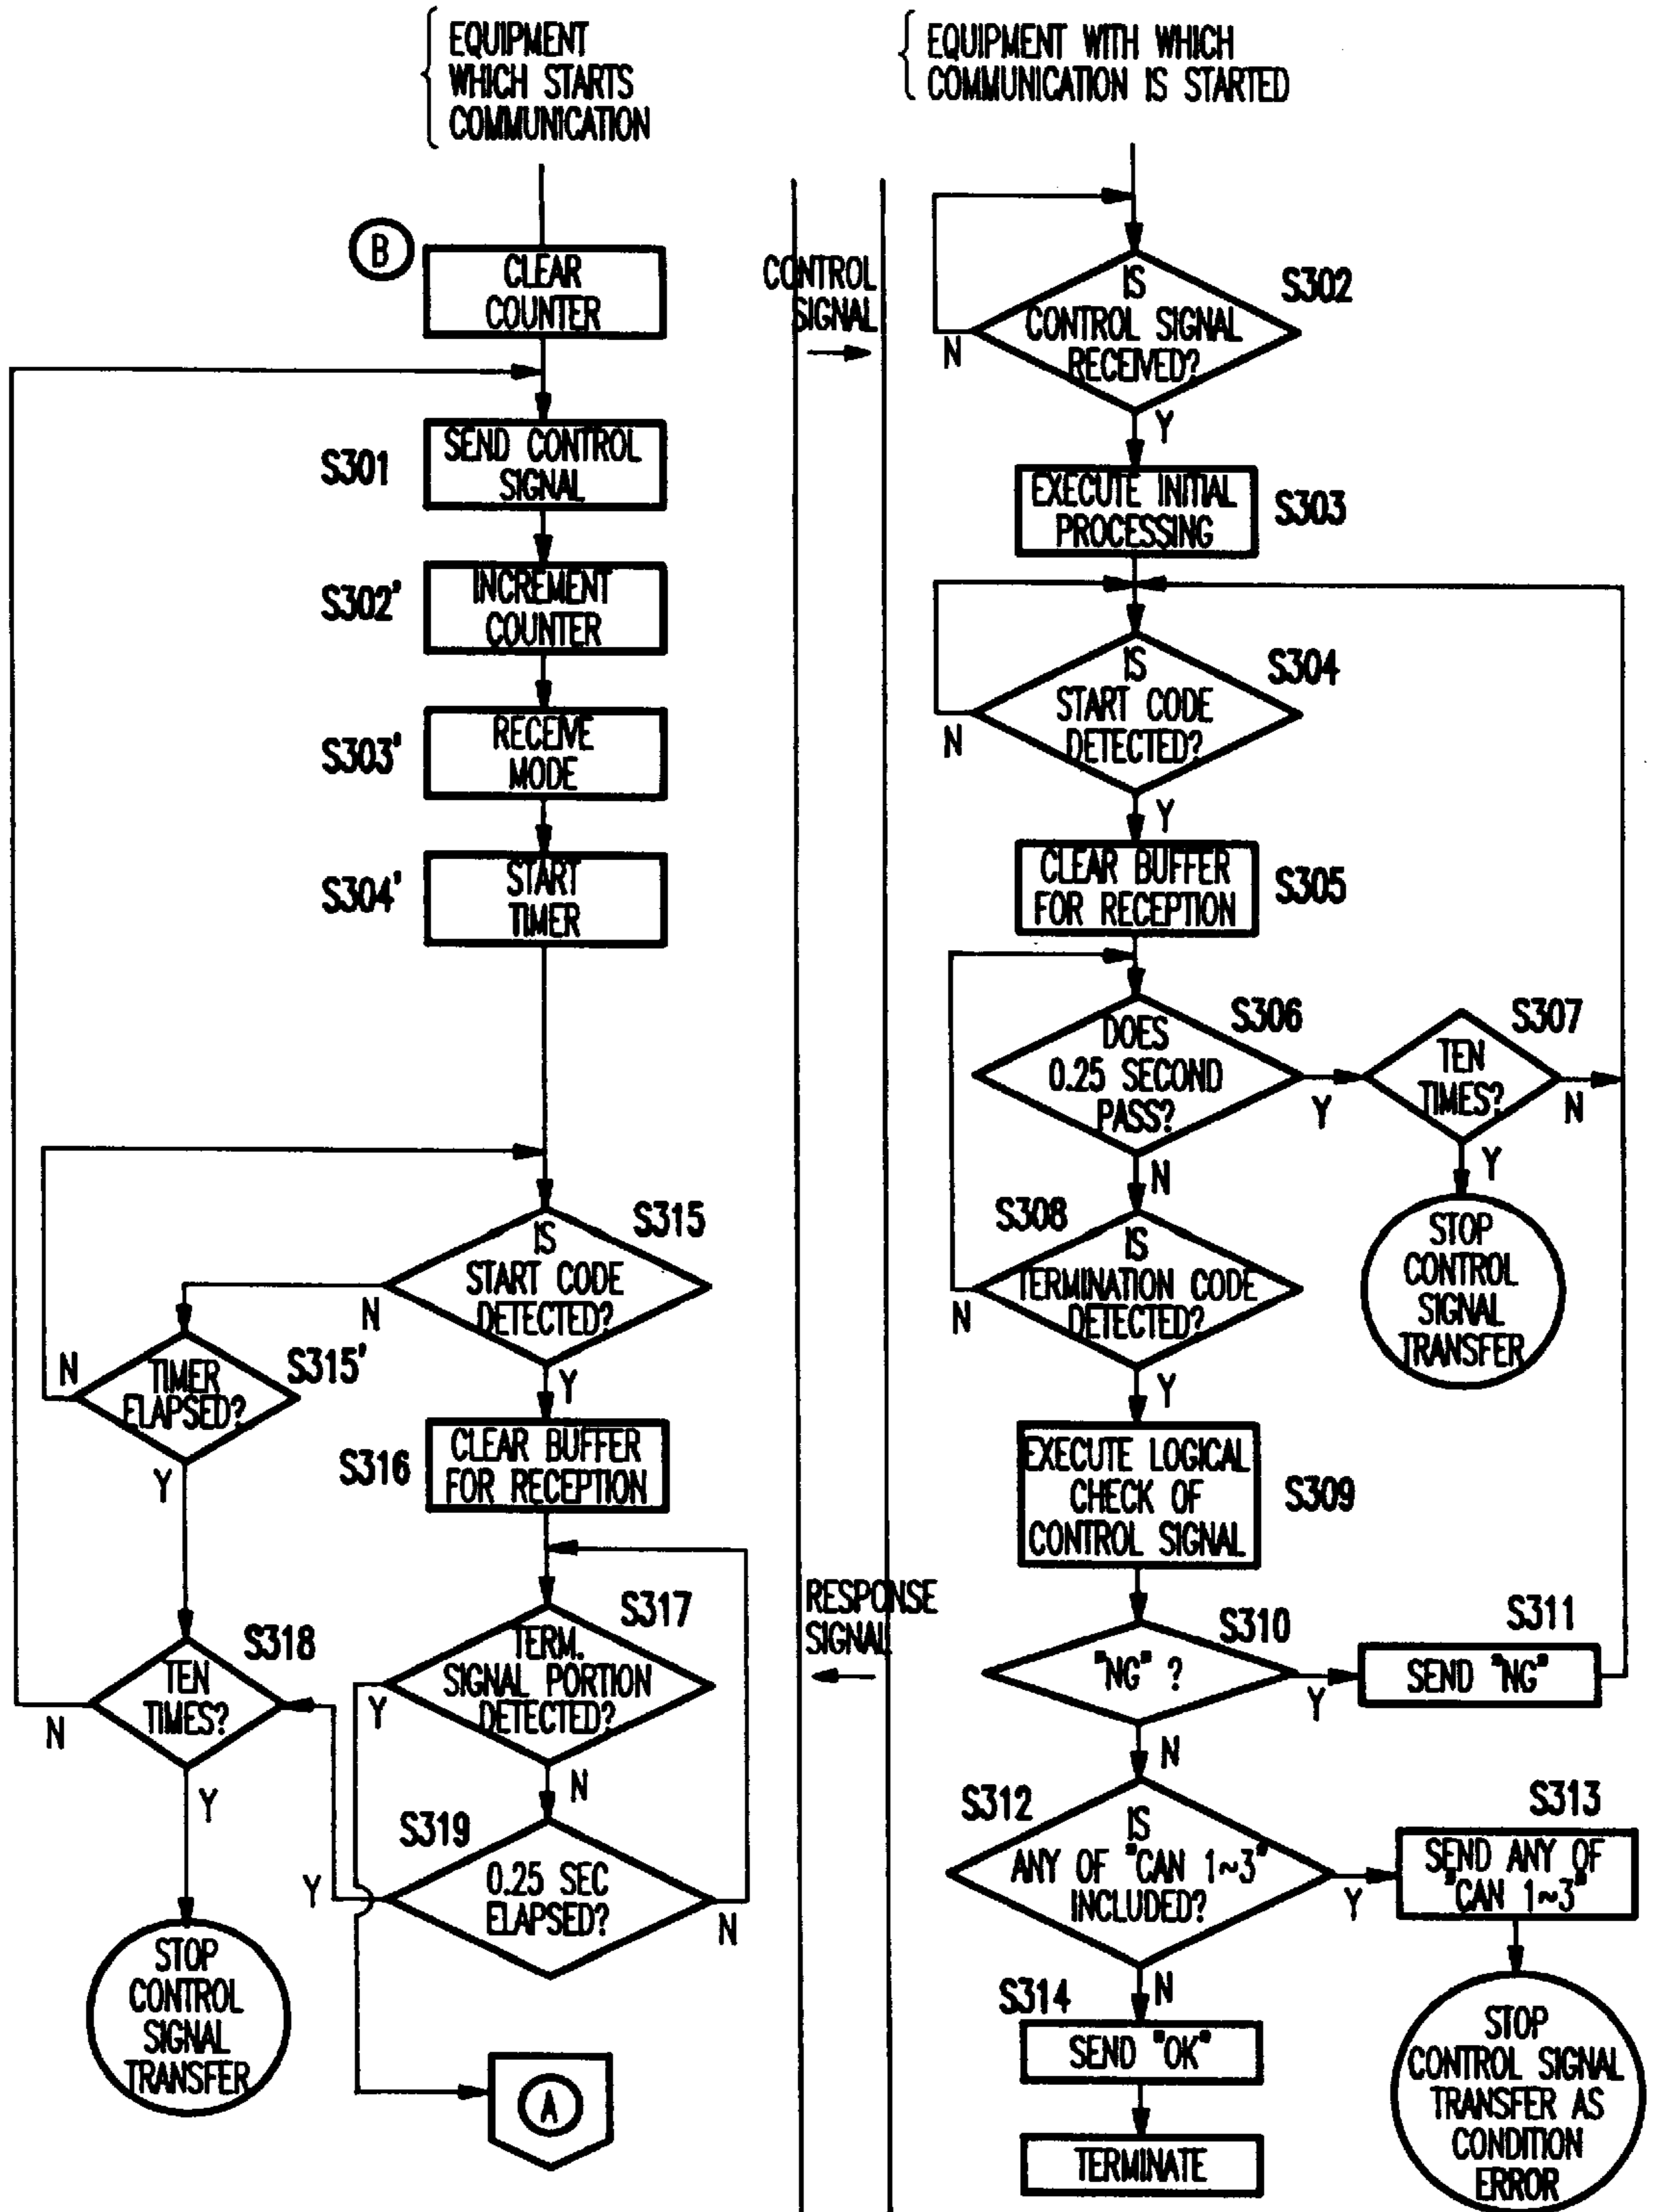 EQUIPMENT
WHICH STARTS
COMMUNICATION
B
CLEAR
COUNTER
S301
SEND CONTROL
SIGNAL
S302'
INCREMENT
COUNTER
S303'
RECEIVE
MODE
S304'
START
TIMER
IS
START CODE
DETECTED?
S315
N
Y
TIMER
ELAPSED?
S315'
N
Y
S316
CLEAR BUFFER
FOR RECEPTION
TERM.
SIGNAL PORTION
DETECTED?
S317
Y
N
TEN
TIMES?
S318
N
Y
S319
0.25 SEC
ELAPSED?
Y
N
STOP
CONTROL
SIGNAL
TRANSFER
A
CONTROL
SIGNAL
RESPONSE
SIGNAL
EQUIPMENT WITH WHICH
COMMUNICATION IS STARTED
IS
CONTROL SIGNAL
RECEIVED?
S302
N
Y
EXECUTE INITIAL
PROCESSING
S303
IS
START CODE
DETECTED?
S304
N
Y
CLEAR BUFFER
FOR RECEPTION
S305
DOES
0.25 SECOND
PASS?
S306
Y
N
TEN
TIMES?
S307
N
Y
STOP
CONTROL
SIGNAL
TRANSFER
S308
IS
TERMINATION CODE
DETECTED?
N
Y
EXECUTE LOGICAL
CHECK OF
CONTROL SIGNAL
S309
"NG" ?
S310
Y
N
S311
SEND "NG"
S312
IS
ANY OF "CAN 1~3"
INCLUDED?
Y
N
S313
SEND ANY OF
"CAN 1~3"
STOP
CONTROL SIGNAL
TRANSFER AS
CONDITION
ERROR
S314
SEND "OK"
TERMINATE